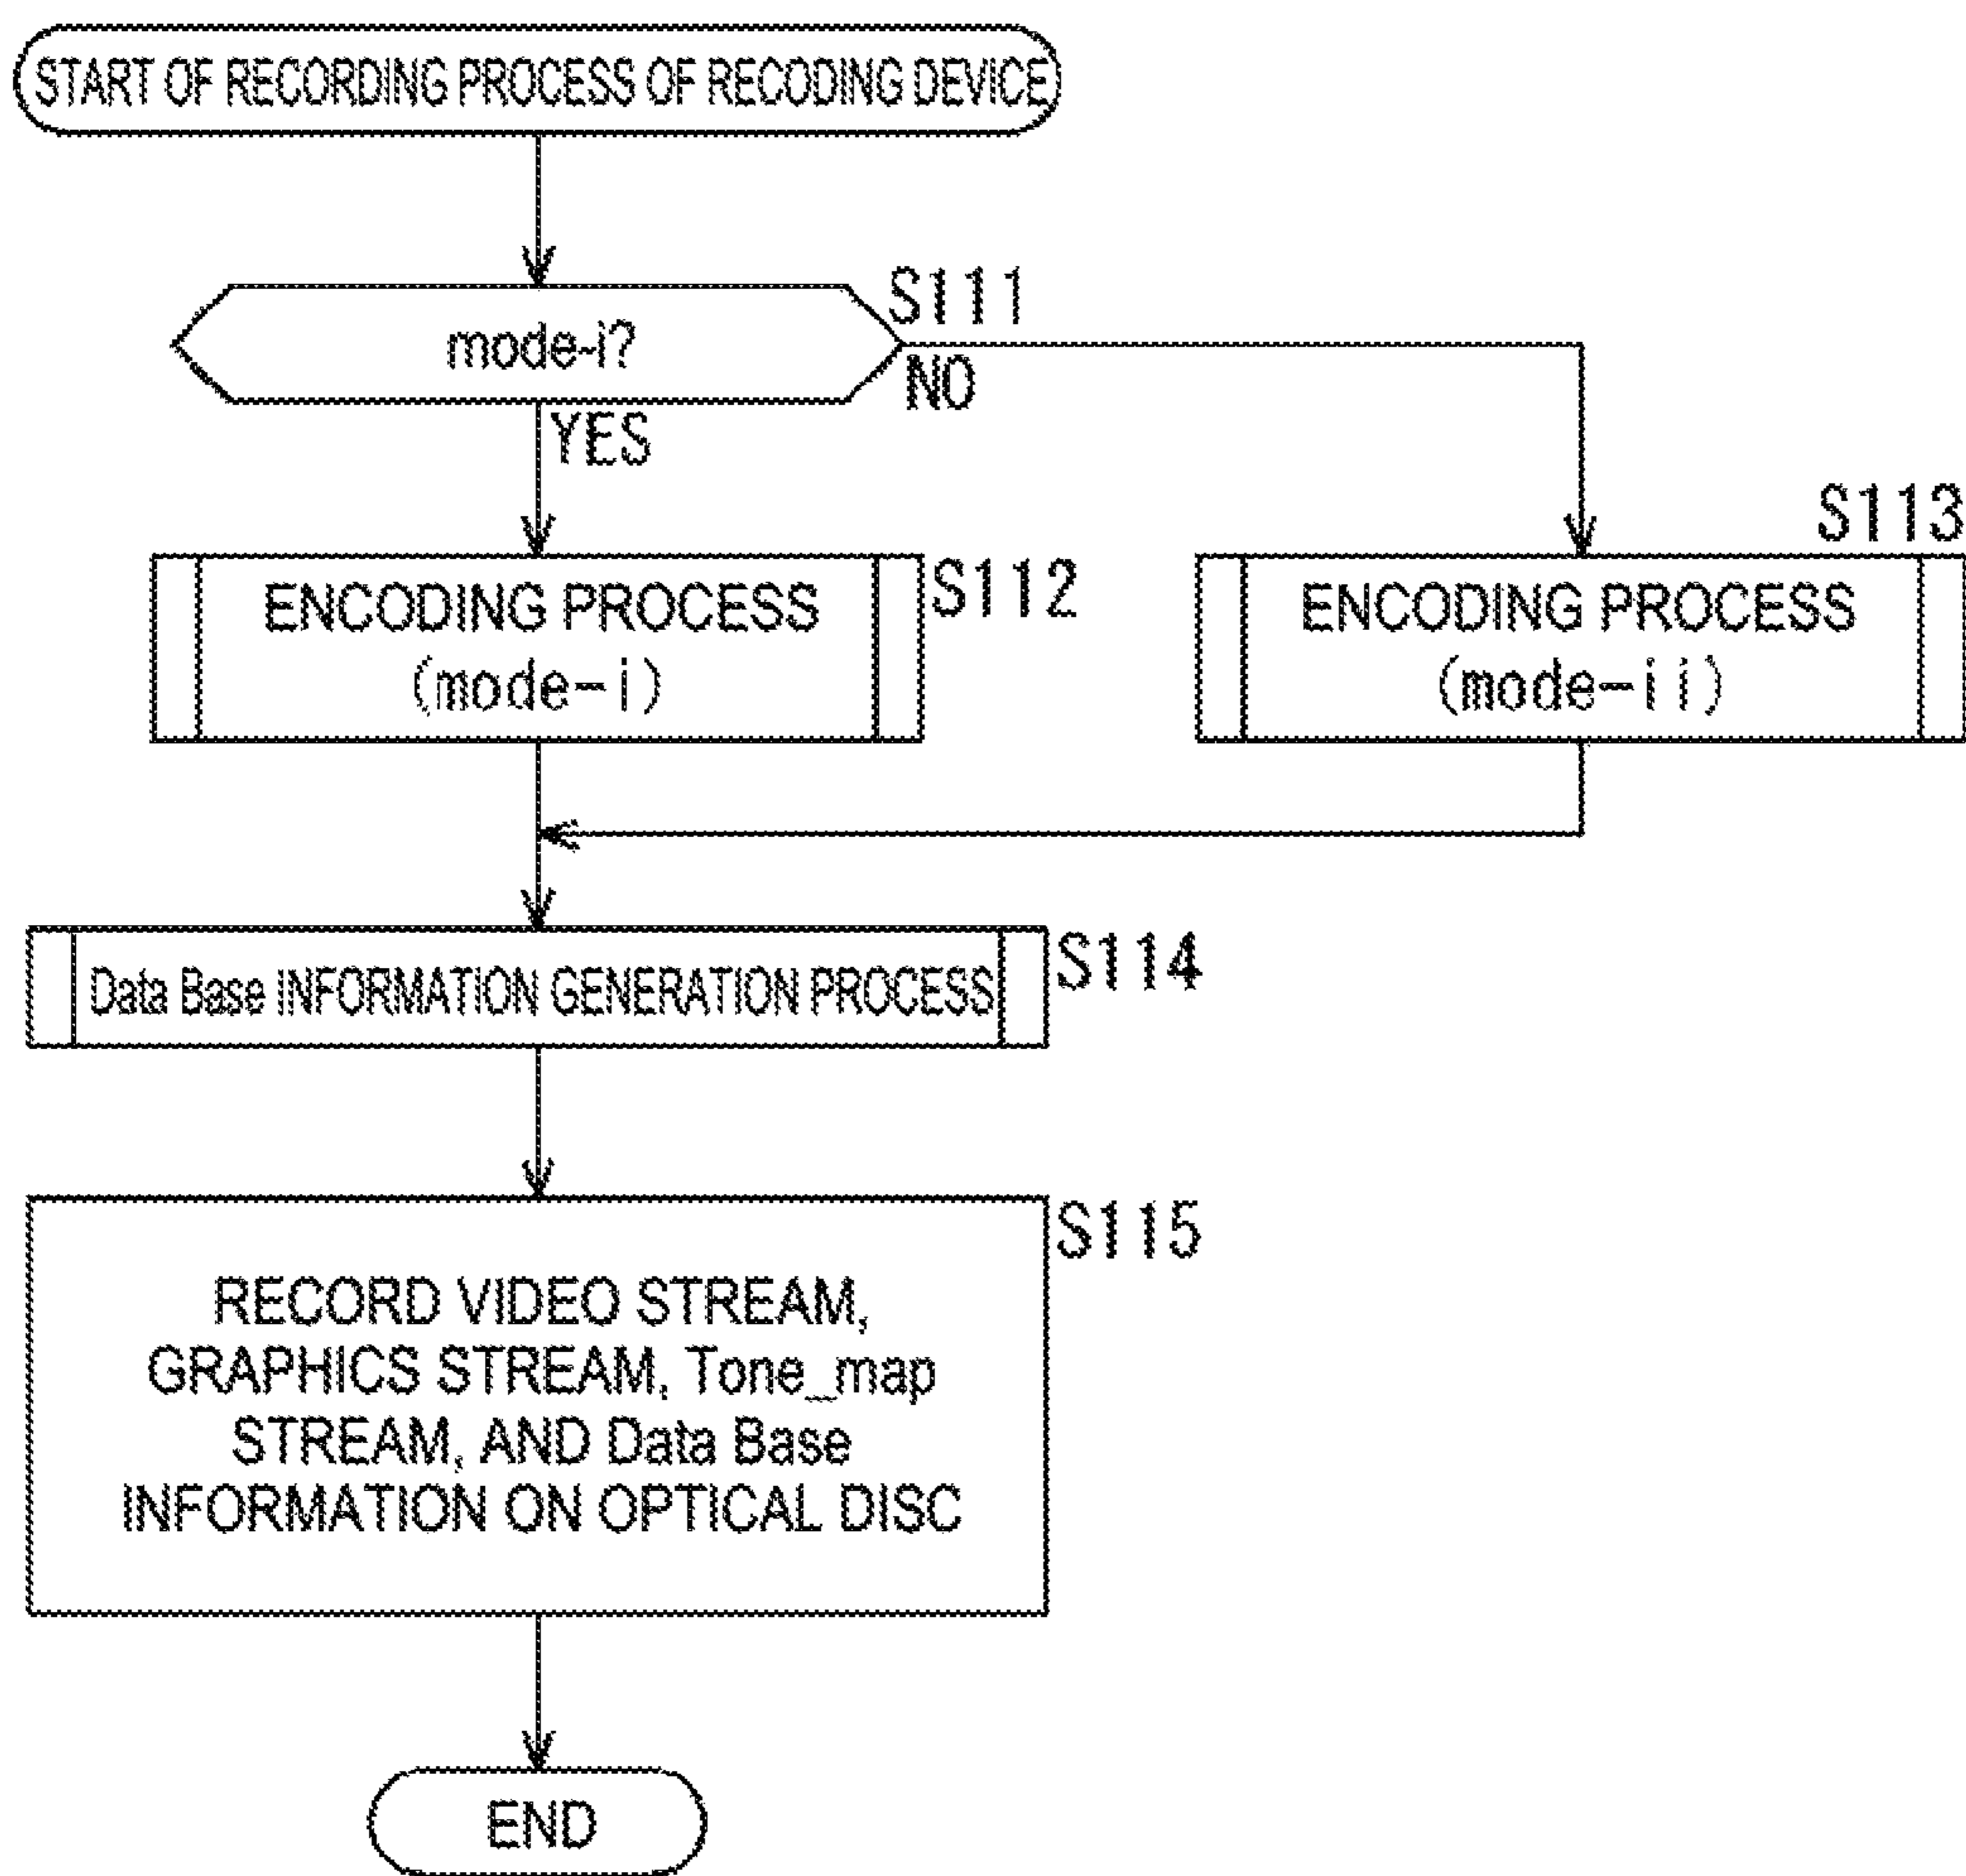 START OF RECORDING PROCESS OF RECODING DEVICE
S111
mode-i?
NO
YES
S113
S112
ENCODING PROCESS
(mode-i)
ENCODING PROCESS
(mode-ii)
S114
Data Base INFORMATION GENERATION PROCESS
S115
RECORD VIDEO STREAM,
GRAPHICS STREAM, Tone_map
STREAM, AND Data Base
INFORMATION ON OPTICAL DISC
END